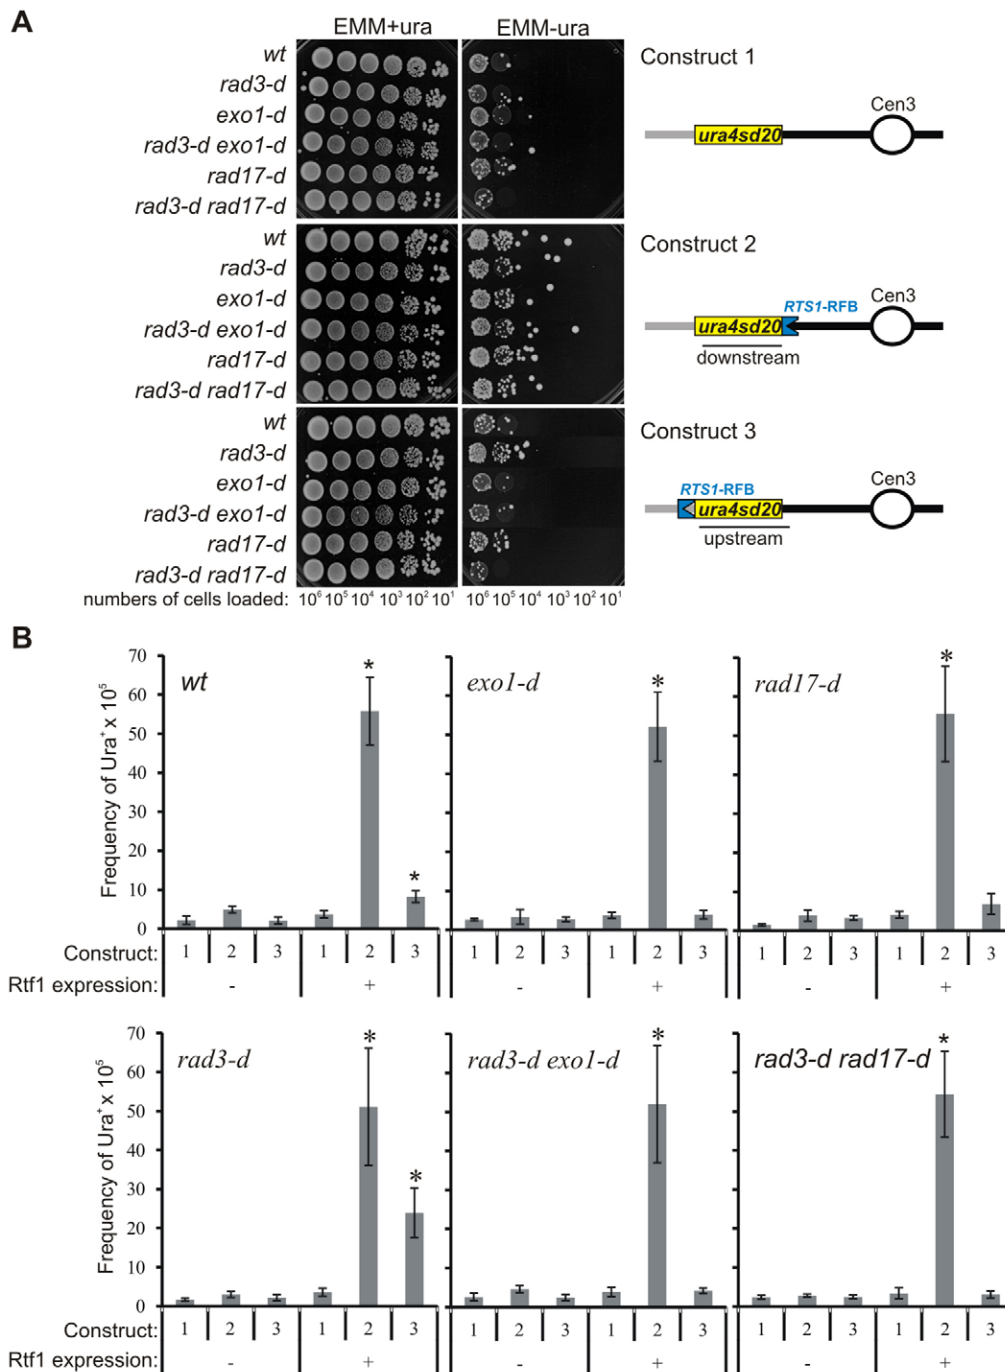 A
EMM+ura
EMM-ura
wt
rad3-d
exo1-d
rad3-d exo1-d
rad17-d
rad3-d rad17-d
Construct 1
Cen3
ura4sd20
wt
rad3-d
exo1-d
rad3-d exo1-d
rad17-d
rad3-d rad17-d
Construct 2
Cen3
RTS1-RFB
ura4sd20
downstream
wt
rad3-d
exo1-d
rad3-d exo1-d
rad17-d
rad3-d rad17-d
Construct 3
Cen3
RTS1-RFB
ura4sd20
upstream
numbers of cells loaded: 10⁶ 10⁵ 10⁴ 10³ 10² 10¹ 10⁶ 10⁵ 10⁴ 10³ 10² 10¹
B
Frequency of Ura⁺ x 10⁵
70
60
50
40
30
20
10
0
wt
*
*
exo1-d
*
rad17-d
*
Construct: 1 2 3 1 2 3 1 2 3 1 2 3 1 2 3 1 2 3
Rtf1 expression: - + - + - +
Frequency of Ura⁺ x 10⁵
70
60
50
40
30
20
10
0
rad3-d
*
*
rad3-d exo1-d
*
rad3-d rad17-d
*
Construct: 1 2 3 1 2 3 1 2 3 1 2 3 1 2 3 1 2 3
Rtf1 expression: - + - + - +